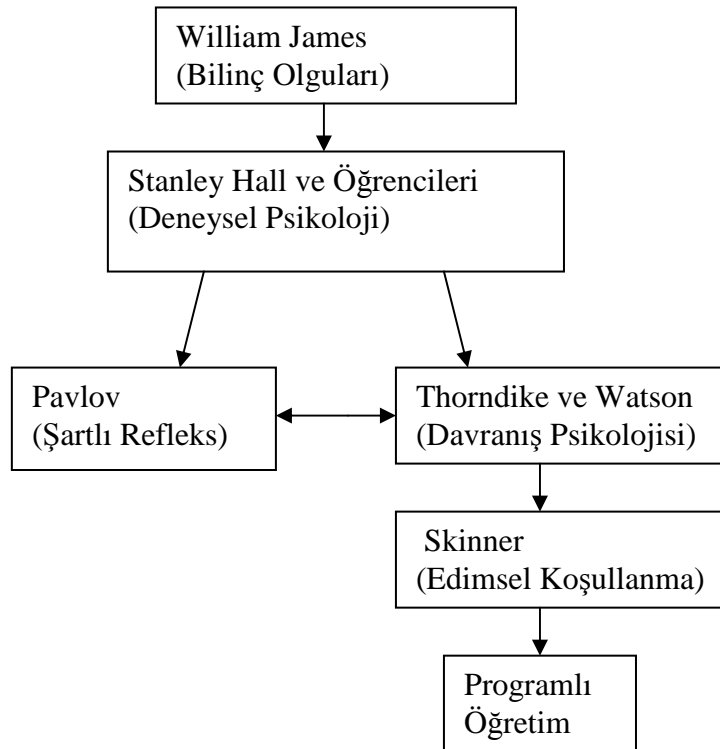 William James
(Bilinç Olguları)
Stanley Hall ve Öğrencileri
(Deneysel Psikoloji)
Pavlov
(Şartlı Refleks)
Thorndike ve Watson
(Davranış Psikolojisi)
Skinner
(Edimsel Koşullanma)
Programlı
Öğretim